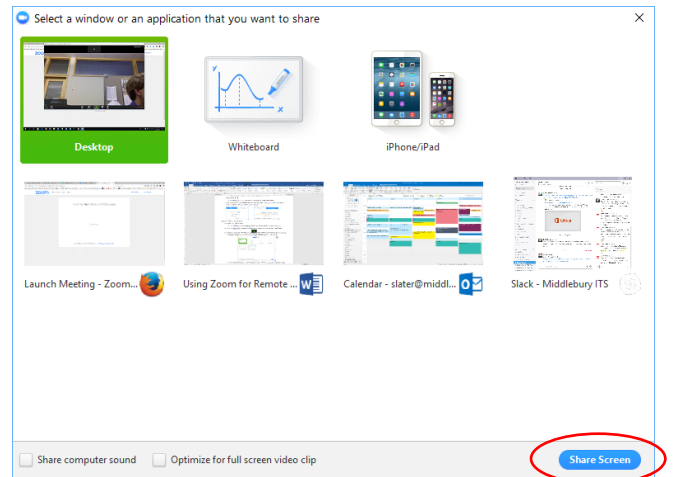 Select a window or an application that you want to share
Desktop
Whiteboard
iPhone/iPad
Launch Meeting - Zoom...
Using Zoom for Remote ...
Calendar - slater@middl...
Slack - Middlebury ITS
Share computer sound
Optimize for full screen video clip
Share Screen